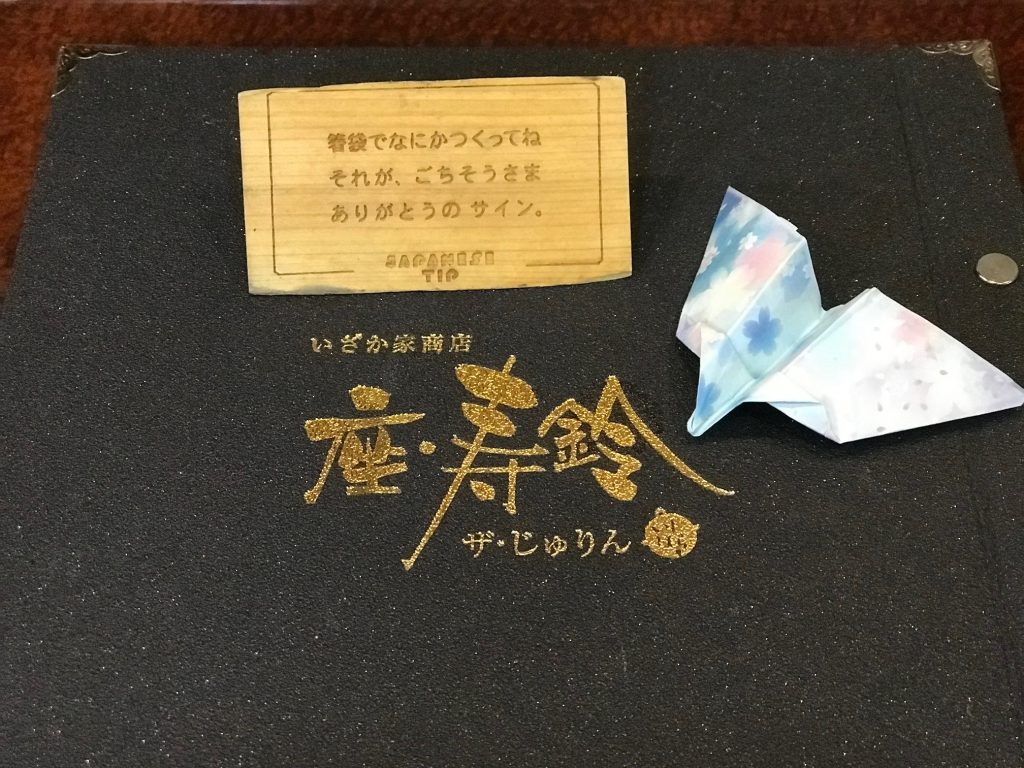 箸袋でなにかつくってね
それが、ごちそうさま
ありがとうの サイン。
JAPANESE
TIP
いざか家商店
座・寿鈴
ザ・じゅりん